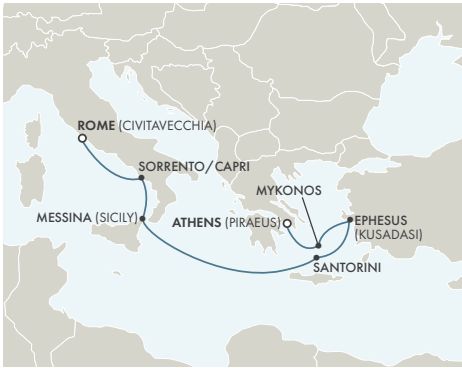 ROME (CIVITAVECCHIA)
SORRENTO/CAPRI
MYKONOS
MESSINA (SICILY)
ATHENS (PIRAEUS)
EPHESUS
(KUSADASI)
SANTORINI